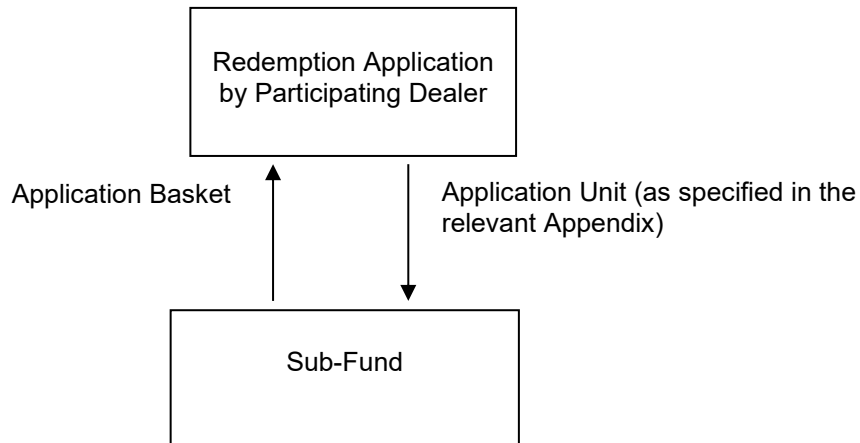 Redemption Application
by Participating Dealer
Application Basket
Application Unit (as specified in the
relevant Appendix)
Sub-Fund